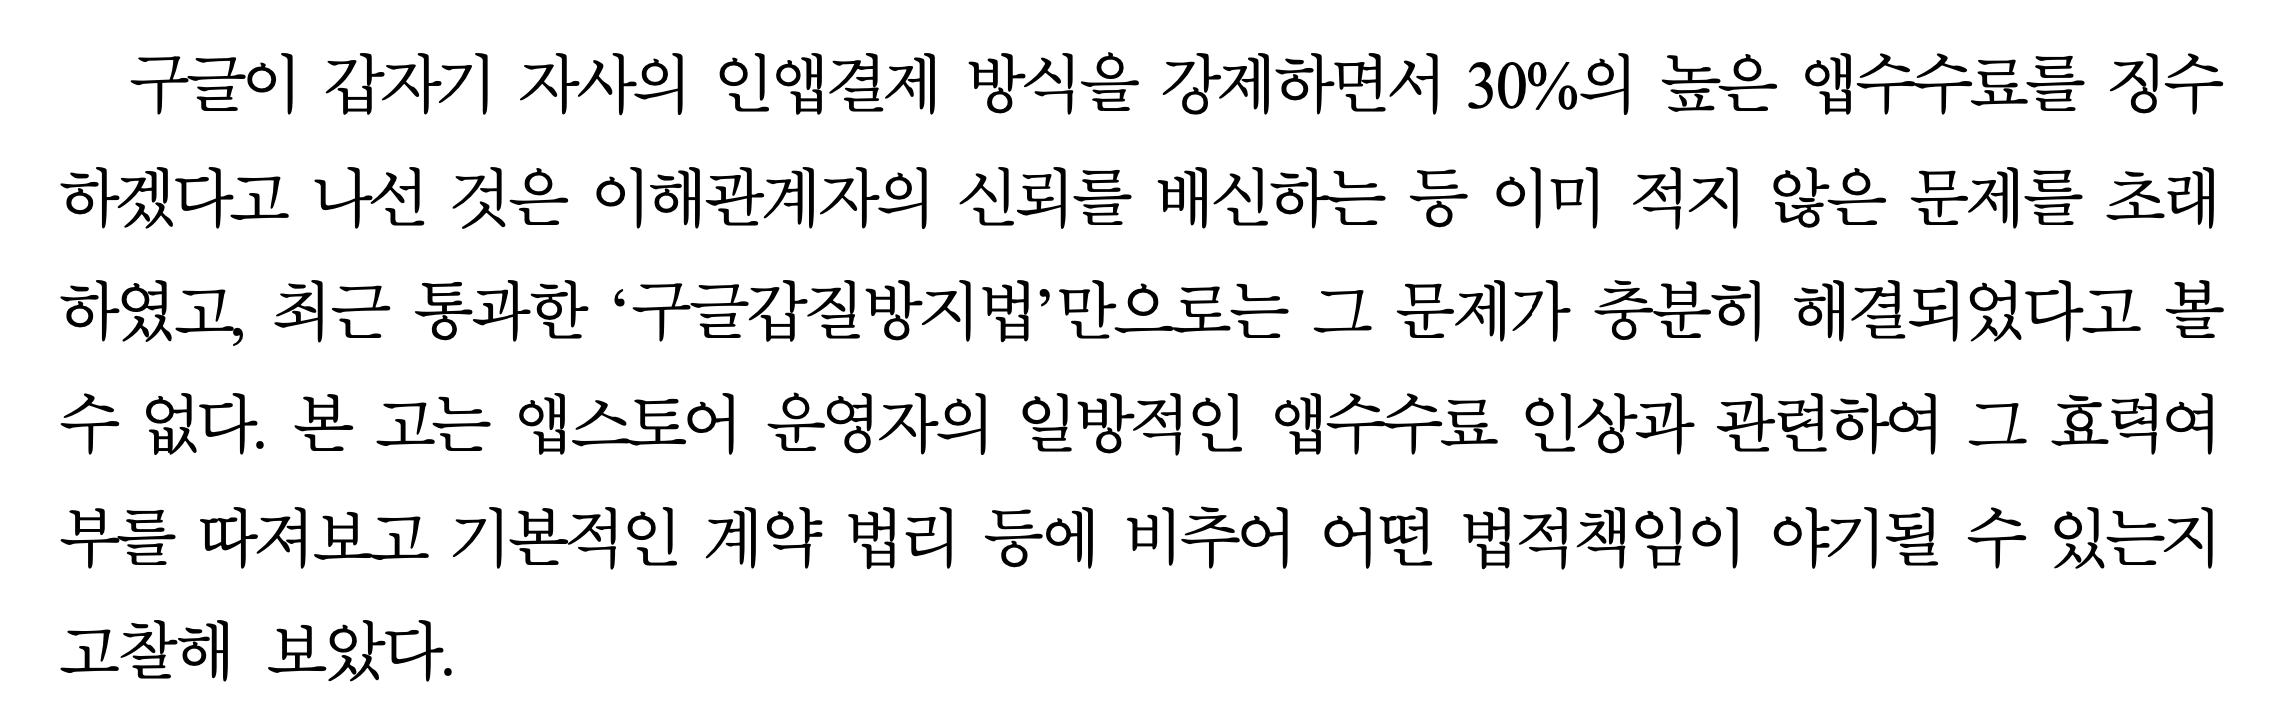 구글이 갑자기 자사의 인앱결제 방식을 강제하면서 30%의 높은 앱수수료를 징수
하겠다고 나선 것은 이해관계자의 신뢰를 배신하는 등 이미 적지 않은 문제를 초래
하였고, 최근 통과한 ‘구글갑질방지법’만으로는 그 문제가 충분히 해결되었다고 볼
수 없다. 본 고는 앱스토어 운영자의 일방적인 앱수수료 인상과 관련하여 그 효력여
부를 따져보고 기본적인 계약 법리 등에 비추어 어떤 법적책임이 야기될 수 있는지
고찰해 보았다.